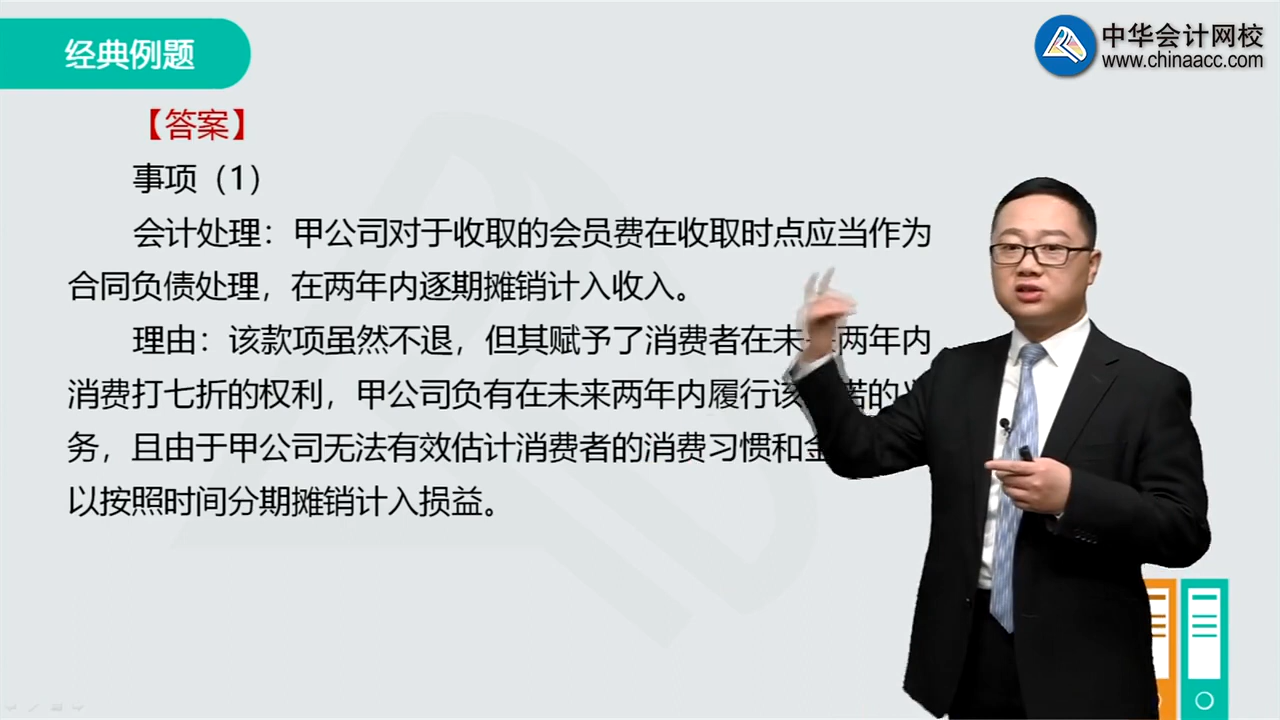 经典例题
中华会计网校
www.chinaacc.com
【答案】
事项（1）
会计处理：甲公司对于收取的会员费在收取时点应当作为
合同负债处理，在两年内逐期摊销计入收入。
理由：该款项虽然不退，但其赋予了消费者在未来两年内
消费打七折的权利，甲公司负有在未来两年内履行该 诺的
务，且由于甲公司无法有效估计消费者的消费习惯和金
以按照时间分期摊销计入损益。